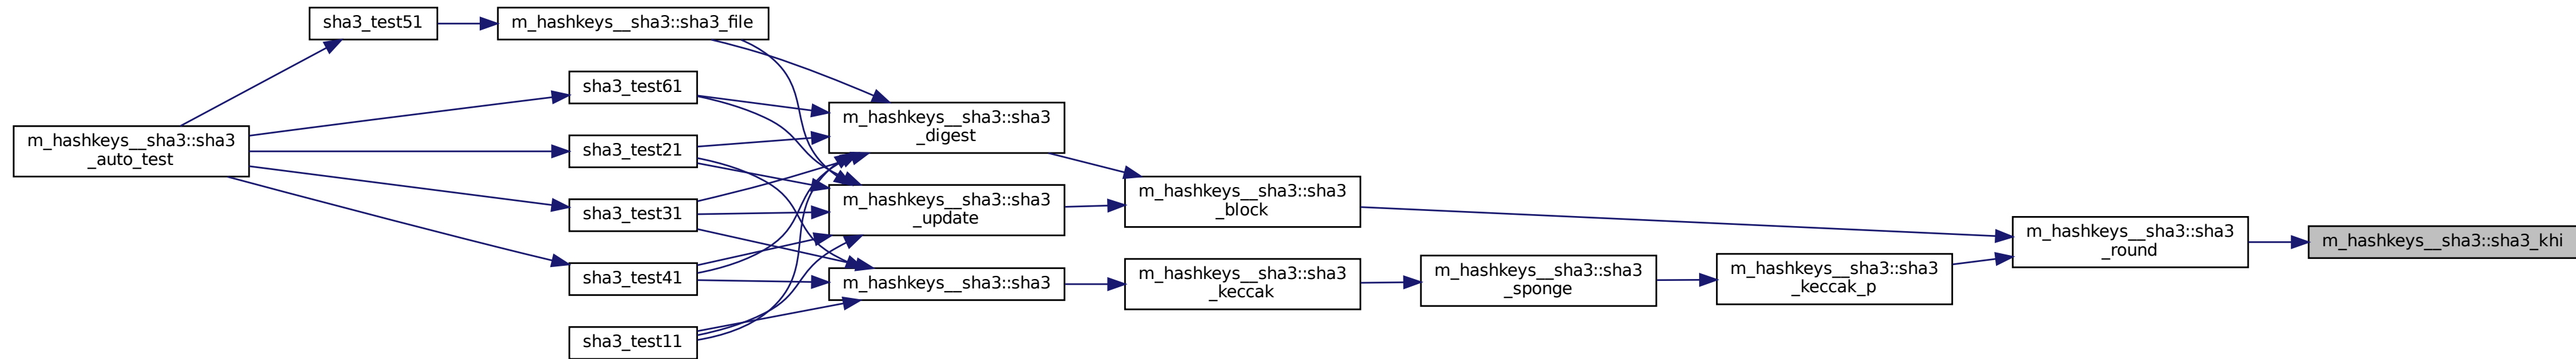 sha3_test51
m_hashkeys__sha3::sha3_file
sha3_test61
m_hashkeys__sha3::sha3
_digest
m_hashkeys__sha3::sha3
_auto_test
sha3_test21
m_hashkeys__sha3::sha3
_update
m_hashkeys__sha3::sha3
_block
sha3_test31
m_hashkeys__sha3::sha3
_round
m_hashkeys__sha3::sha3_khi
sha3_test41
m_hashkeys__sha3::sha3
m_hashkeys__sha3::sha3
_keccak
m_hashkeys__sha3::sha3
_sponge
m_hashkeys__sha3::sha3
_keccak_p
sha3_test11